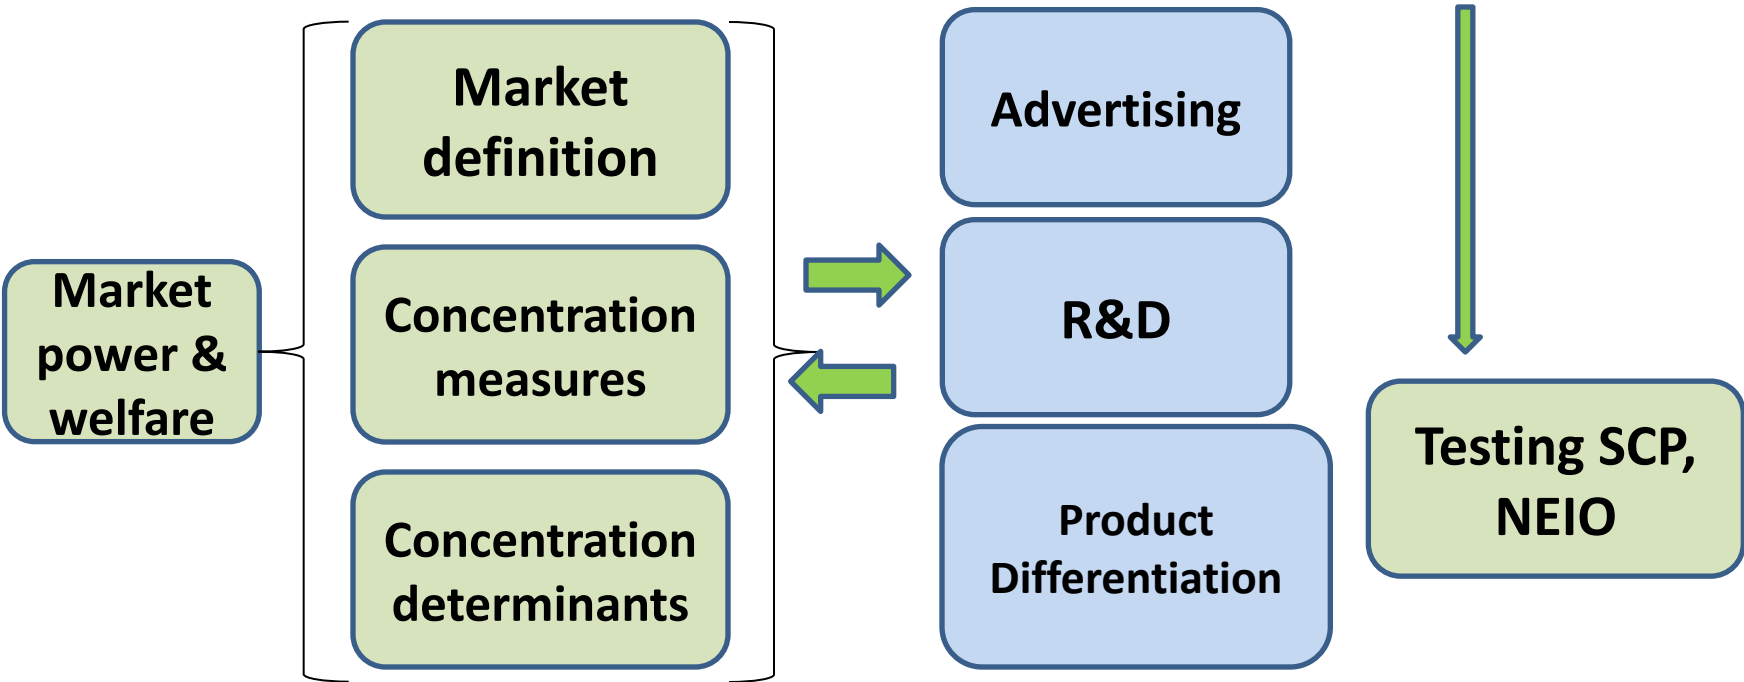 Market
power &
welfare
Market
definition
Concentration
measures
Concentration
determinants
Advertising
R&D
Product
Differentiation
Testing SCP,
NEIO